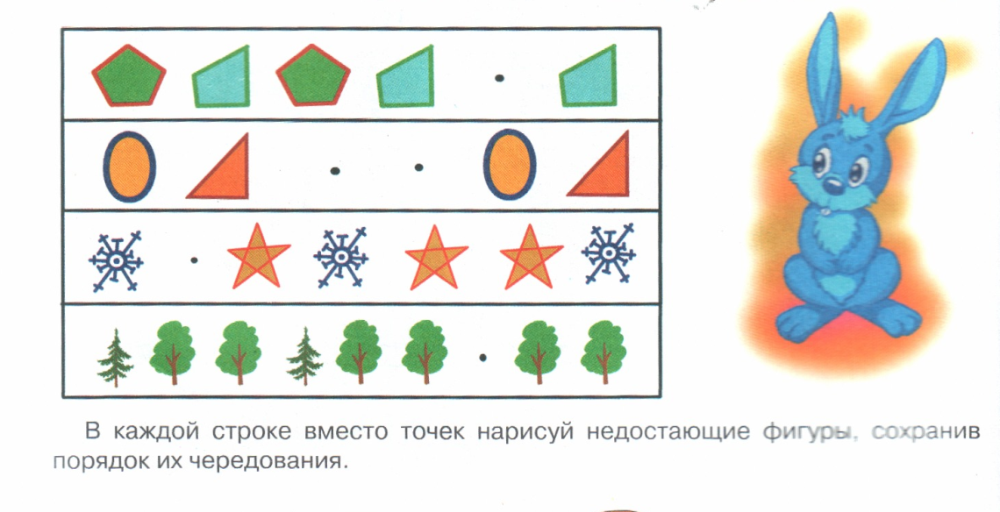 В каждой строке вместо точек нарисуй недостающие фигуры, сохранив
порядок их чередования.